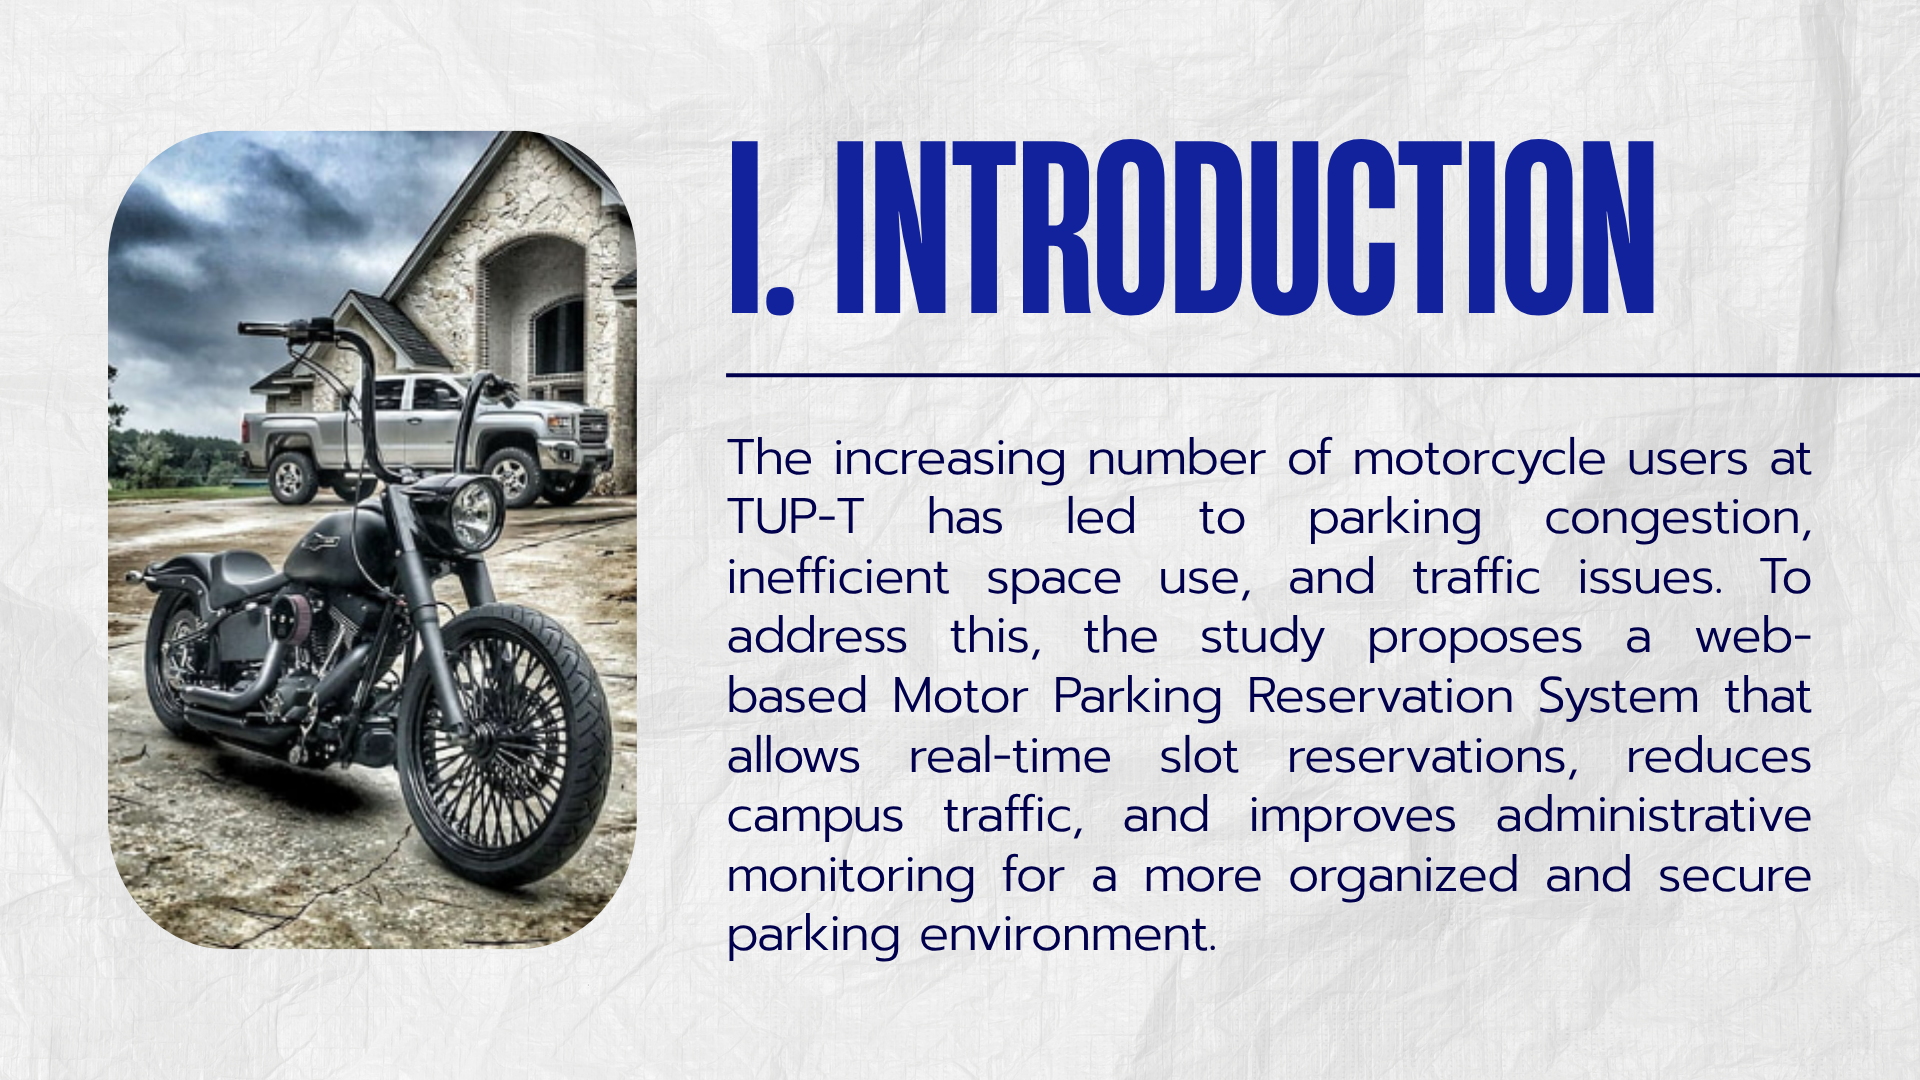 I. INTRODUCTION
The increasing number of motorcycle users at
TUP-T has led to parking congestion,
inefficient space use, and traffic issues. To
address this, the study proposes a web-
based Motor Parking Reservation System that
allows real-time slot reservations, reduces
campus traffic, and improves administrative
monitoring for a more organized and secure
parking environment.